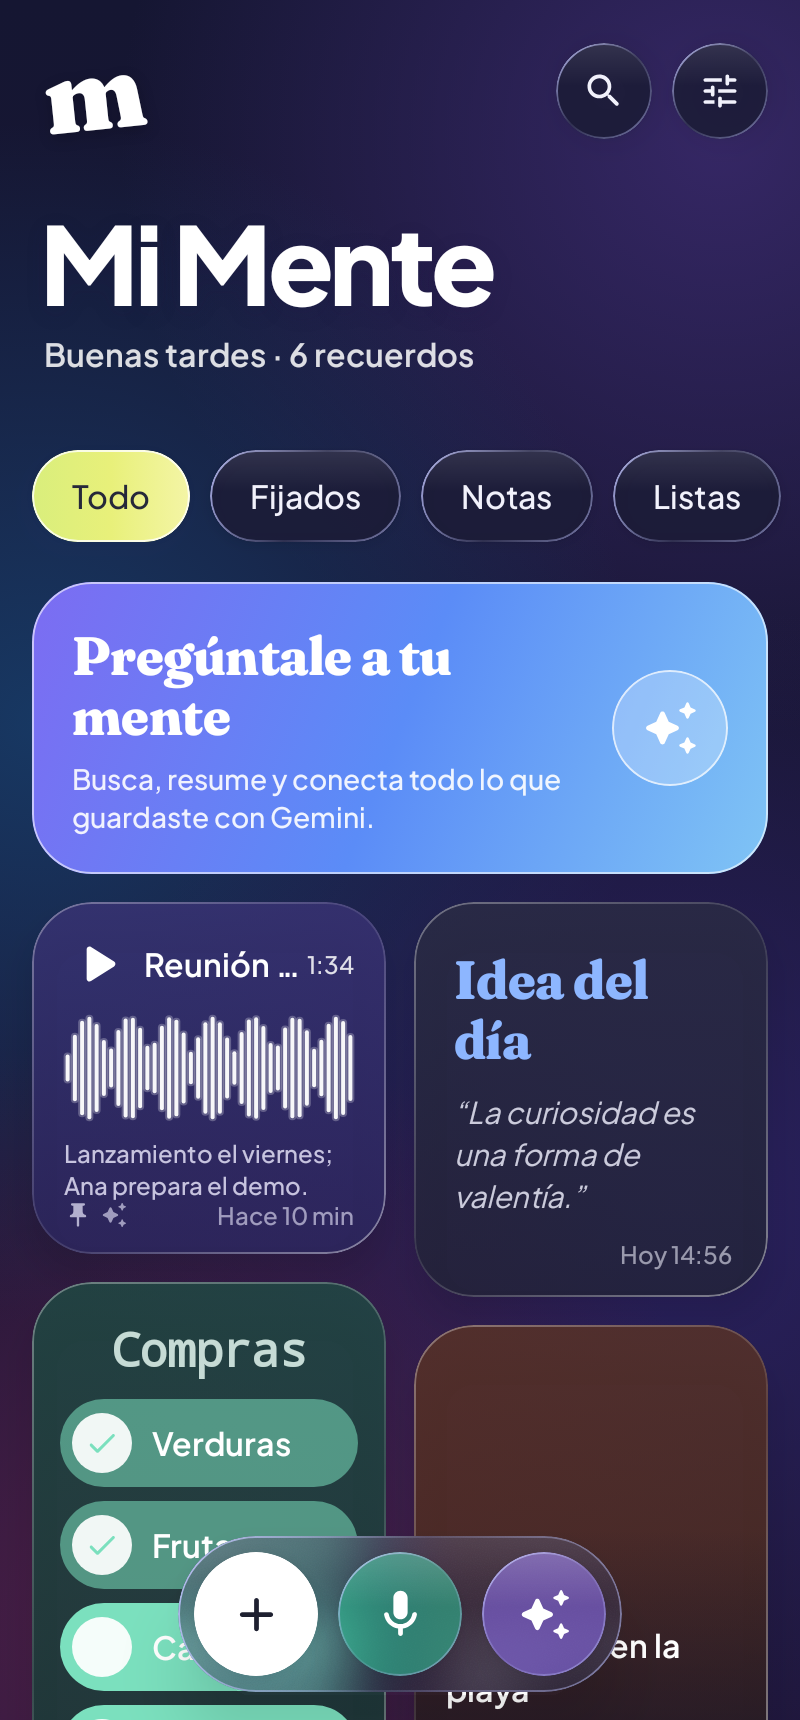 m
Mi Mente
Buenas tardes · 6 recuerdos
Todo
Fijados
Notas
Listas
Pregúntale a tu
mente
Busca, resume y conecta todo lo que
guardaste con Gemini.
Reunión ... 1:34
Lanzamiento el viernes;
Ana prepara el demo.
Hace 10 min
Idea del
día
“La curiosidad es
una forma de
valentía.”
Hoy 14:56
Compras
Verduras
en la
playa